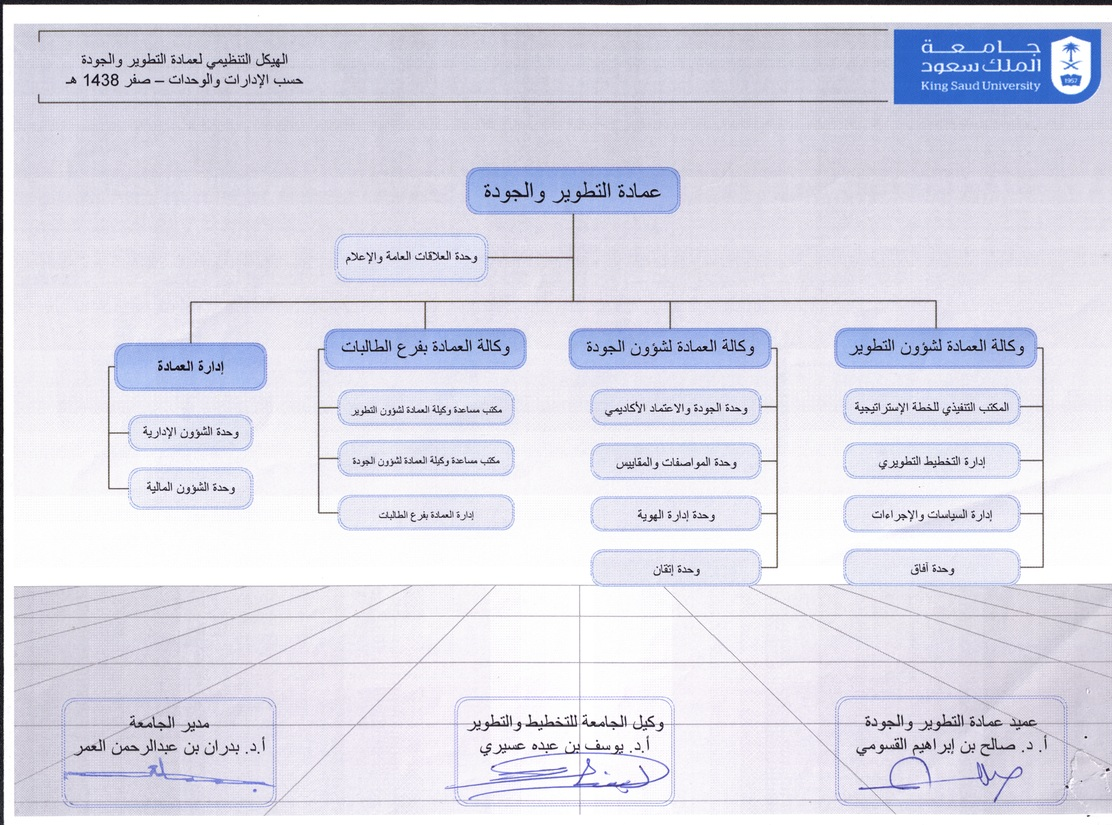 جامعة
الملك سعود
King Saud University
1957
الهيكل التنظيمي لعمادة التطوير والجودة
حسب الإدارات والوحدات – صفر 1438 هـ
عمادة التطوير والجودة
وحدة العلاقات العامة والإعلام
وكالة العمادة لشؤون التطوير
المكتب التنفيذي للخطة الإستراتيجية
إدارة التخطيط التطويري
إدارة السياسات والإجراءات
وحدة آفاق
وكالة العمادة لشؤون الجودة
وحدة الجودة والاعتماد الأكاديمي
وحدة المواصفات والمقاييس
وحدة إدارة الهوية
وحدة إتقان
وكالة العمادة بفرع الطالبات
مكتب مساعدة وكيلة العمادة لشؤون التطوير
مكتب مساعدة وكيلة العمادة لشؤون الجودة
إدارة العمادة بفرع الطالبات
إدارة العمادة
وحدة الشؤون الإدارية
وحدة الشؤون المالية
عميد عمادة التطوير والجودة
أ. د. صالح بن إبراهيم القسومي
وكيل الجامعة للتخطيط والتطوير
أ.د. يوسف بن عبده عسيري
مدير الجامعة
أ.د. بدران بن عبدالرحمن العمر